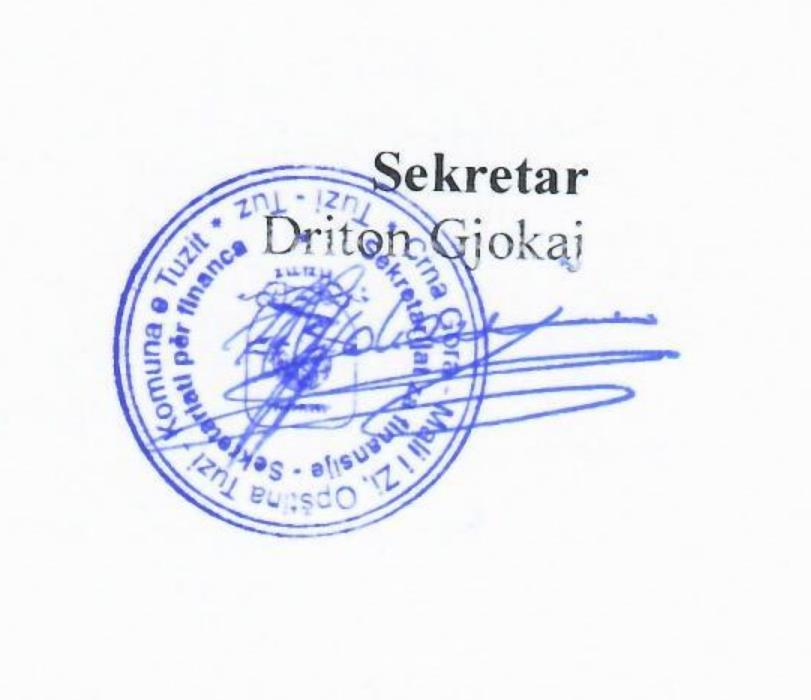 Sekretar
Driton Gjokaj
* Crna Gora - Mali i Zi, Opština Tuzi - Komuna e Tuzit *
Tuzi - Tuz
Sekretarijat za finansije - Sekretariati për financa